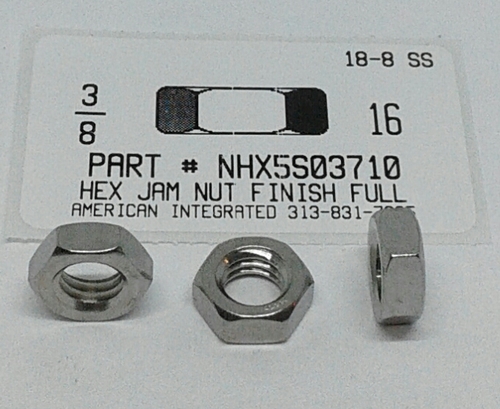 18-8 SS
3/8
16
PART # NHX5S03710
HEX JAM NUT FINISH FULL
AMERICAN INTEGRATED 313-831-